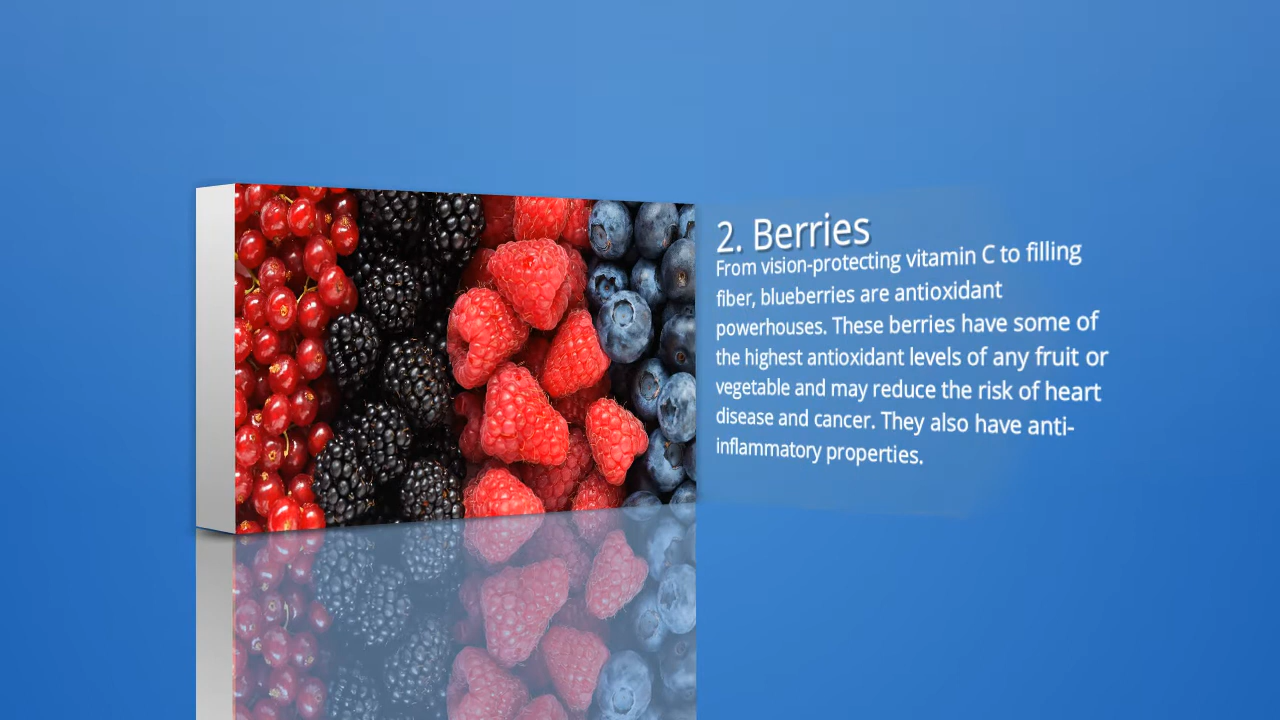 2. Berries
From vision-protecting vitamin C to filling
fiber, blueberries are antioxidant
powerhouses. These berries have some of
the highest antioxidant levels of any fruit or
vegetable and may reduce the risk of heart
disease and cancer. They also have anti-
inflammatory properties.